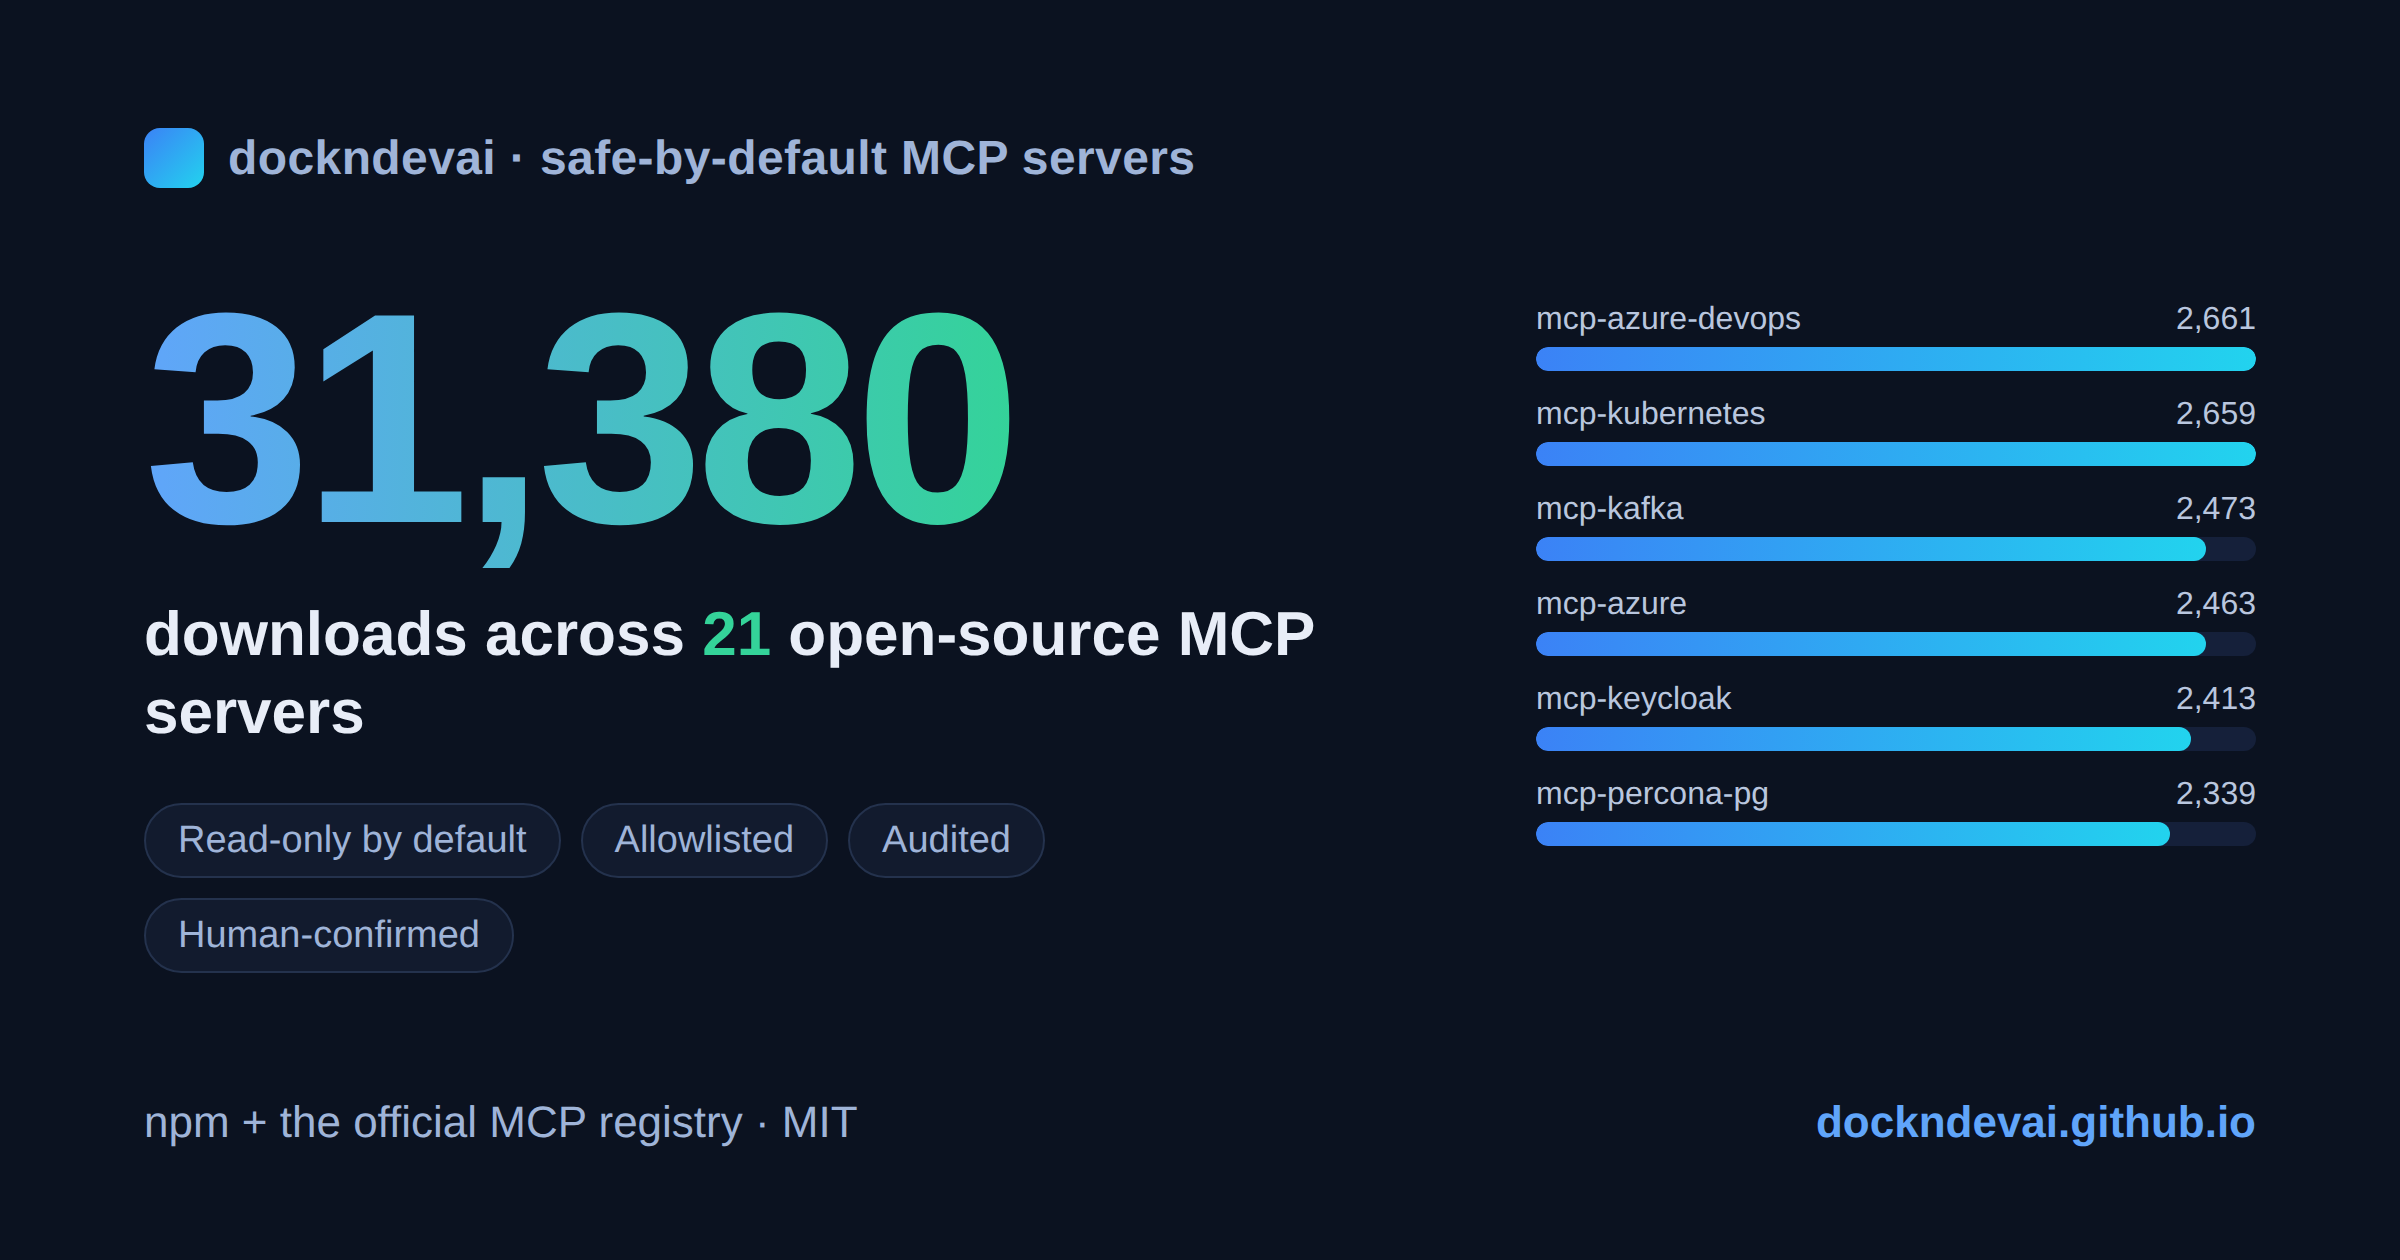 dockndevai · safe-by-default MCP servers
31,380
downloads across 21 open-source MCP
servers
Read-only by default
Allowlisted
Audited
Human-confirmed
mcp-azure-devops 2,661
mcp-kubernetes 2,659
mcp-kafka 2,473
mcp-azure 2,463
mcp-keycloak 2,413
mcp-percona-pg 2,339
npm + the official MCP registry · MIT
dockndevai.github.io